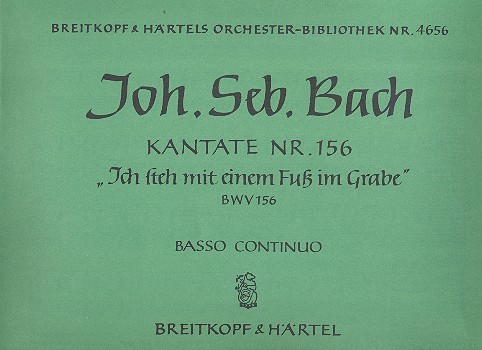 BREITKOPF & HÄRTELS ORCHESTER-BIBLIOTHEK NR. 4656
Joh. Seb. Bach
KANTATE NR. 156
„Ich steh mit einem Fuß im Grabe"
BWV 156
BASSO CONTINUO
BREITKOPF & HÄRTEL